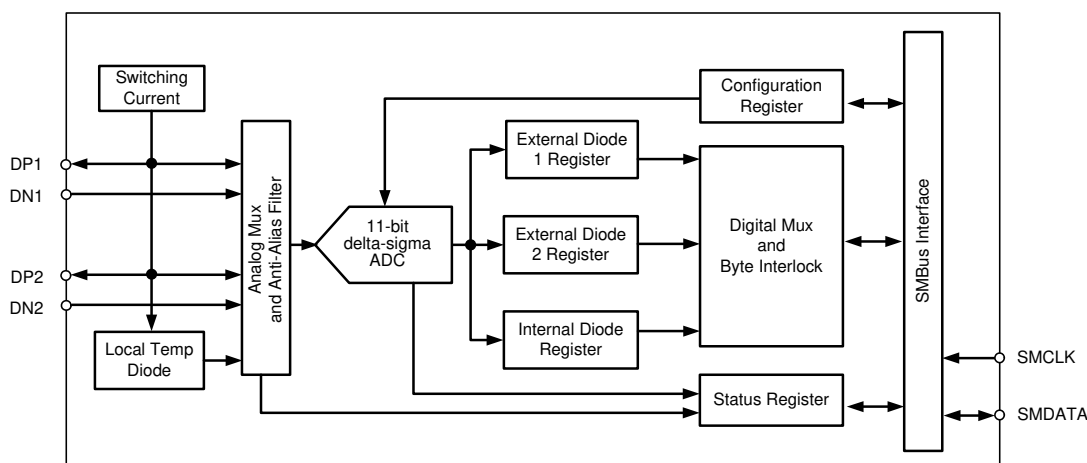 Switching
Current
DP1
DN1
DP2
DN2
Local Temp
Diode
Analog Mux
and Anti-Alias Filter
11-bit
delta-sigma
ADC
External Diode
1 Register
External Diode
2 Register
Internal Diode
Register
Configuration
Register
Digital Mux
and
Byte Interlock
Status Register
SMBus Interface
SMCLK
SMDATA